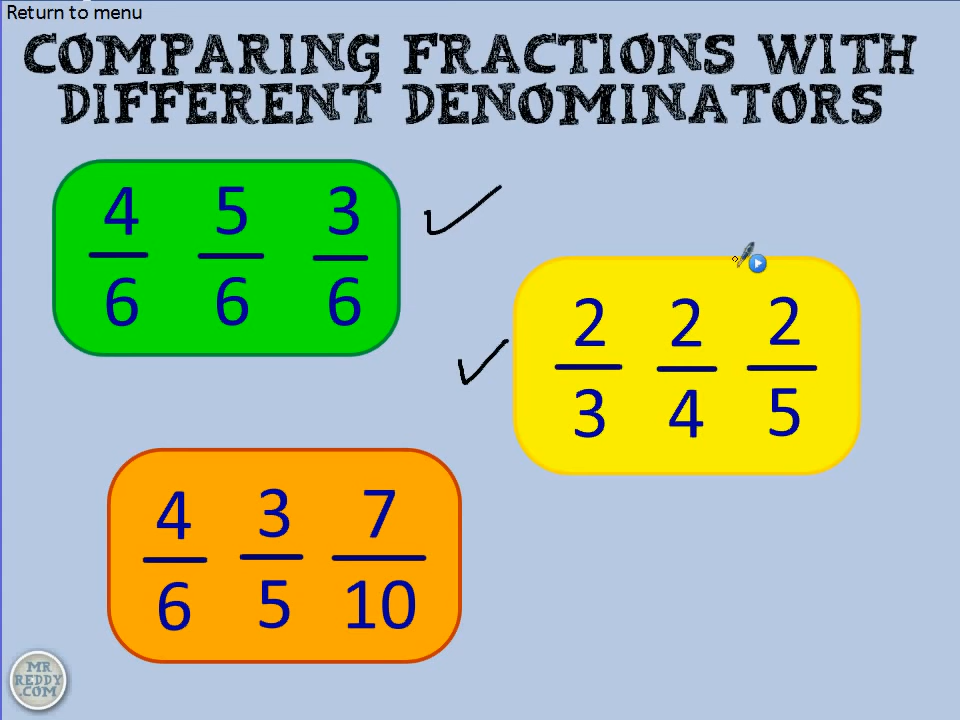 Return to menu
COMPARING FRACTIONS WITH
DIFFERENT DENOMINATORS
4 5 3
6 6 6
2 2 2
3 4 5
4 3 7
6 5 10
MR
REDDY
.COM